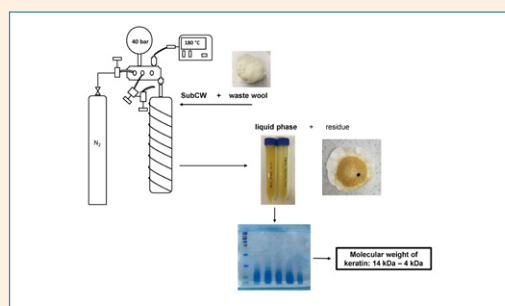 40 bar
180 °C
N₂
SubCW + waste wool
liquid phase + residue
Molecular weight of
keratin: 14 kDa – 4 kDa